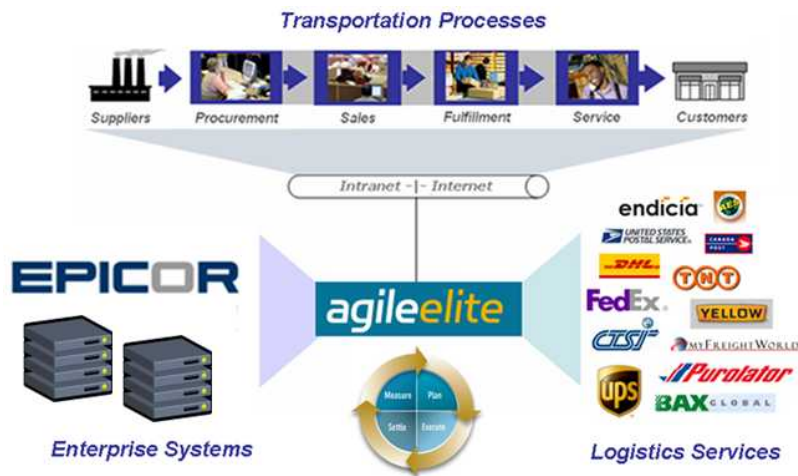 Transportation Processes
Suppliers
Procurement
Sales
Fulfillment
Service
Customers
Intranet -|- Internet
EPICOR
agileelite
Measure
Plan
Settle
Execute
Enterprise Systems
endicia
UNITED STATES
POSTAL SERVICE
CANADA
POST
DHL
TNT
FedEx
YELLOW
CTSI
MYFREIGHTWORLD
ups
Purolator
BAX GLOBAL
Logistics Services